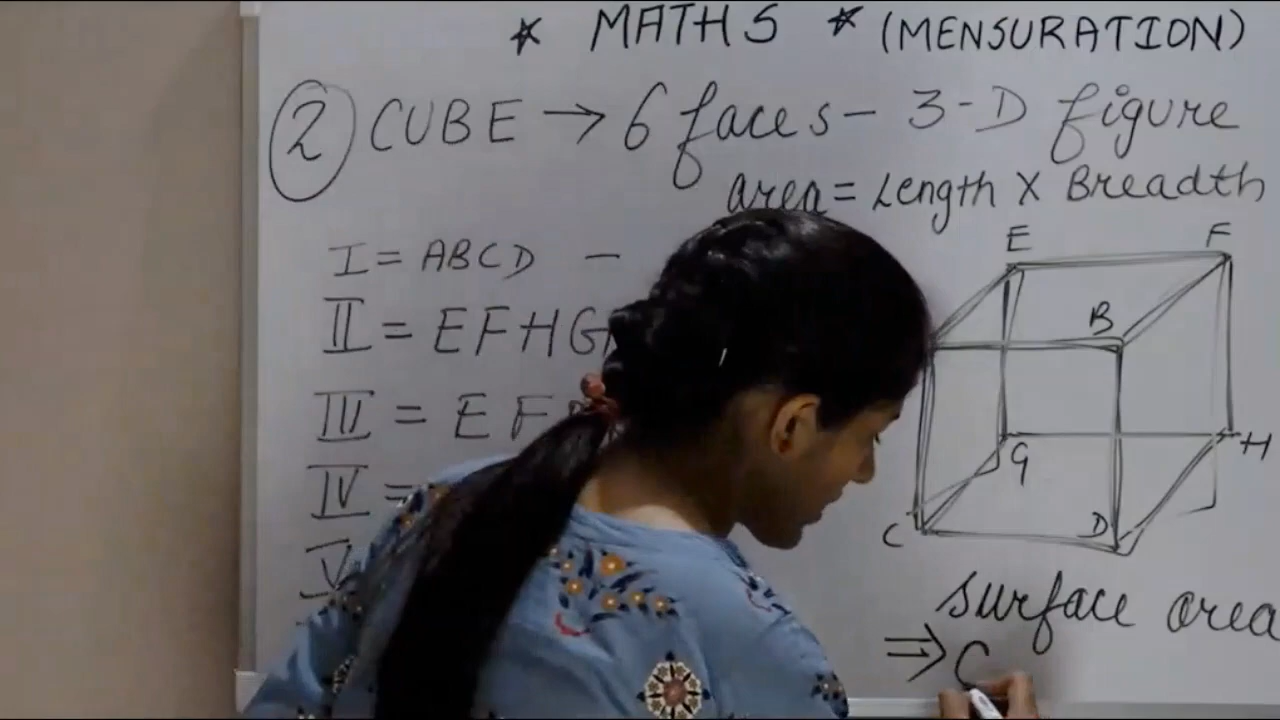 * MATHS * (MENSURATION)
② CUBE → 6 faces - 3-D figure
area = Length X Breadth
I = ABCD -
II = EFHG
III = EF
IV =
V
E F
B
G H
C D
surface area
⇒ C